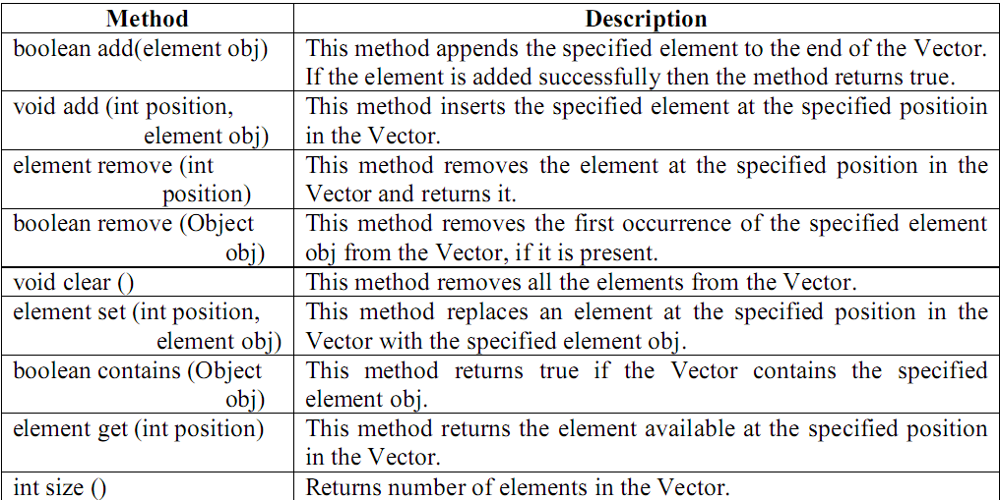 Method Description
boolean add(element obj) This method appends the specified element to the end of the Vector.
If the element is added successfully then the method returns true.
void add (int position, This method inserts the specified element at the specified positioin
element obj) in the Vector.
element remove (int This method removes the element at the specified position in the
position) Vector and returns it.
boolean remove (Object This method removes the first occurrence of the specified element
obj) obj from the Vector, if it is present.
void clear () This method removes all the elements from the Vector.
element set (int position, This method replaces an element at the specified position in the
element obj) Vector with the specified element obj.
boolean contains (Object This method returns true if the Vector contains the specified
obj) element obj.
element get (int position) This method returns the element available at the specified position
in the Vector.
int size () Returns number of elements in the Vector.